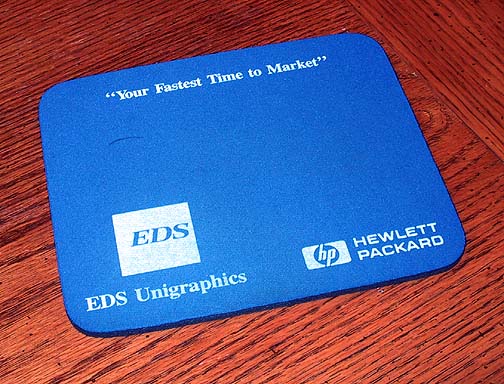 “Your Fastest Time to Market”
EDS
EDS Unigraphics
hp HEWLETT
PACKARD